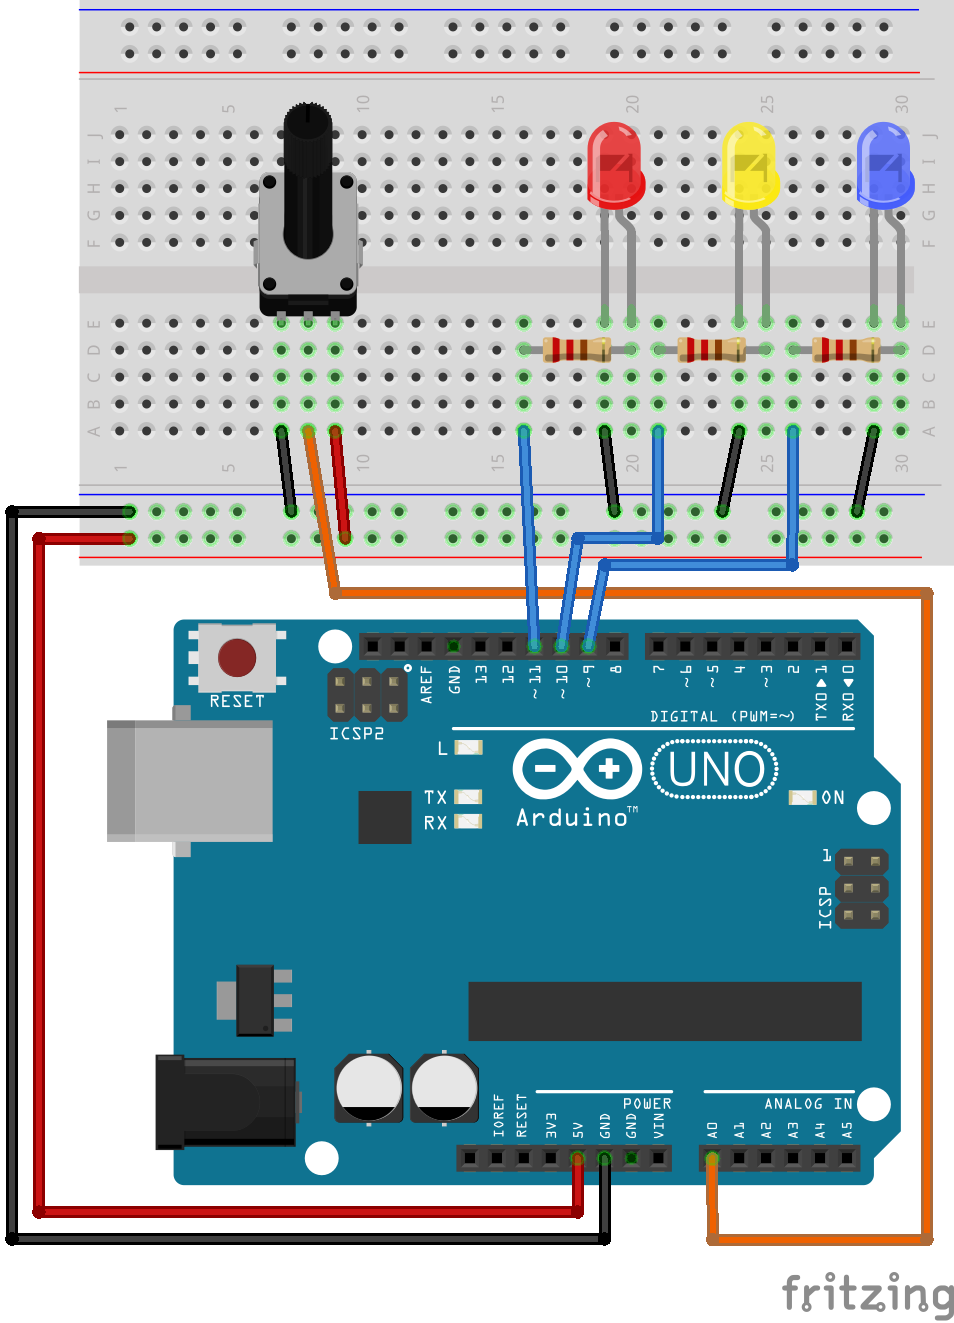 1 5 10 15 20 25 30
J J
I I
H H
G G
F F
E E
D D
C C
B B
A A
1 5 10 15 20 25 30
RESET
ICSP2
AREF
GND
13
12
~11
~10
~9
8
7
~6
~5
4
~3
2
TX0▶1
RX0◀0
DIGITAL (PWM=~)
L
TX
RX
Arduino™
UNO
ON
1
ICSP
POWER
ANALOG IN
IOREF
RESET
3V3
5V
GND
GND
VIN
A0
A1
A2
A3
A4
A5
fritzing